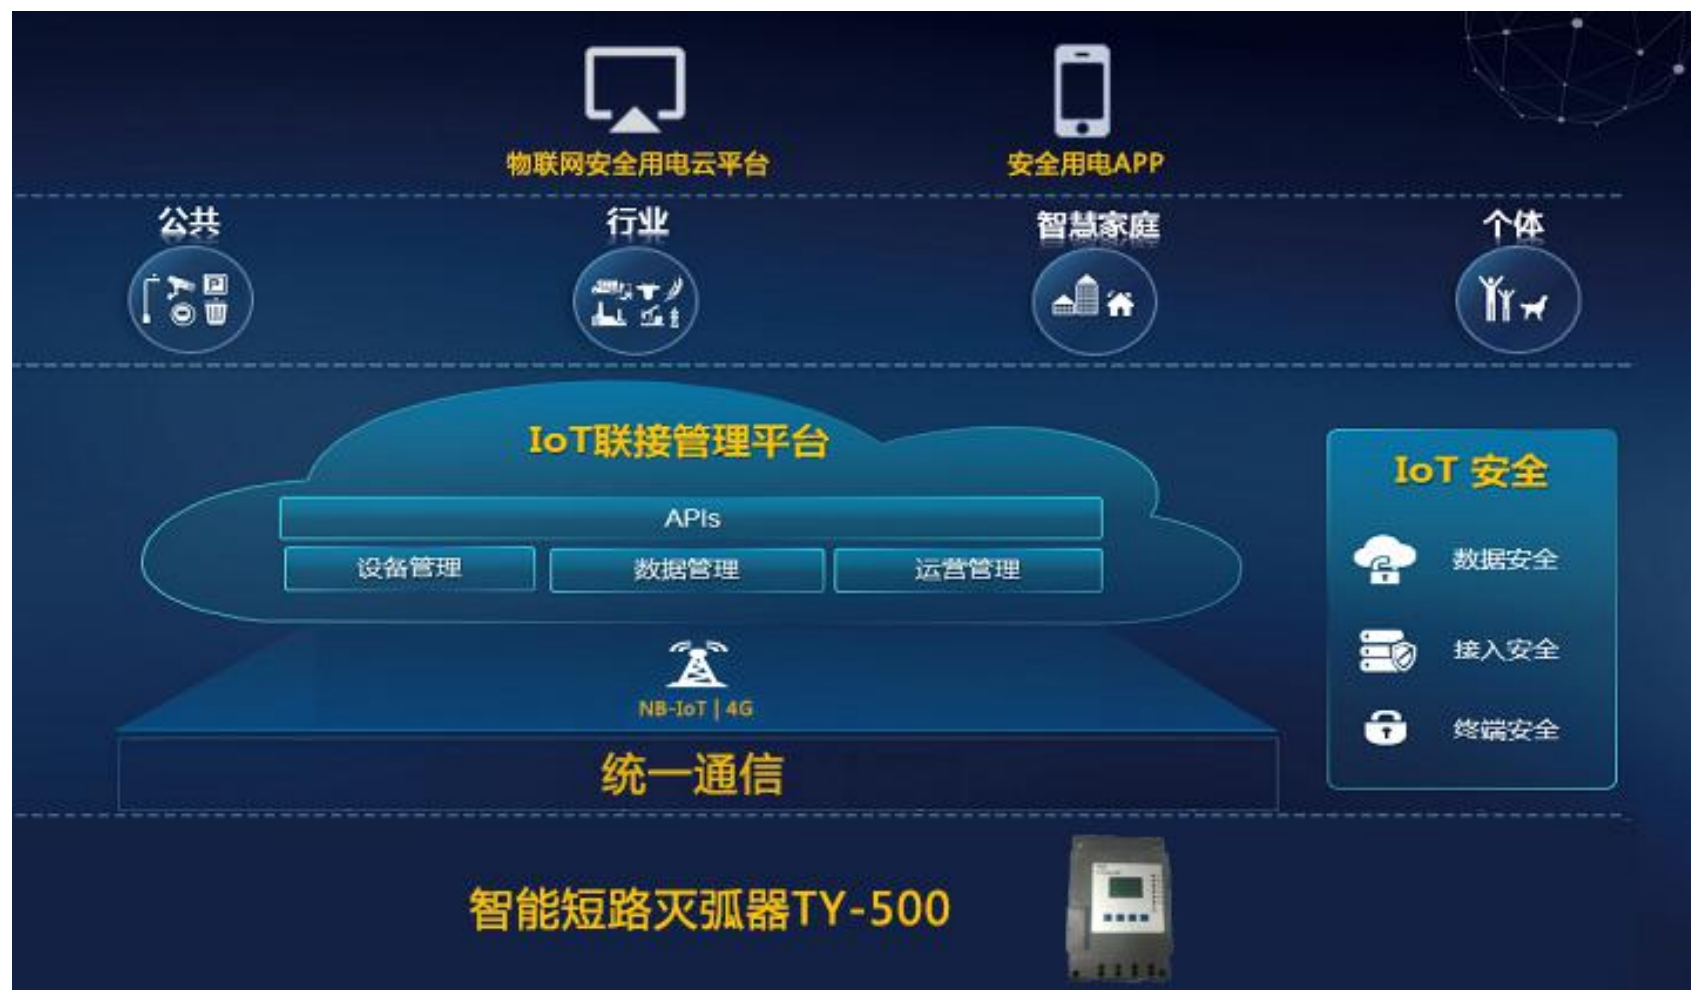 物联网安全用电云平台
安全用电APP
公共
行业
智慧家庭
个体
P
IoT联接管理平台
APIs
设备管理
数据管理
运营管理
NB-IoT | 4G
统一通信
IoT 安全
数据安全
接入安全
终端安全
智能短路灭弧器TY-500